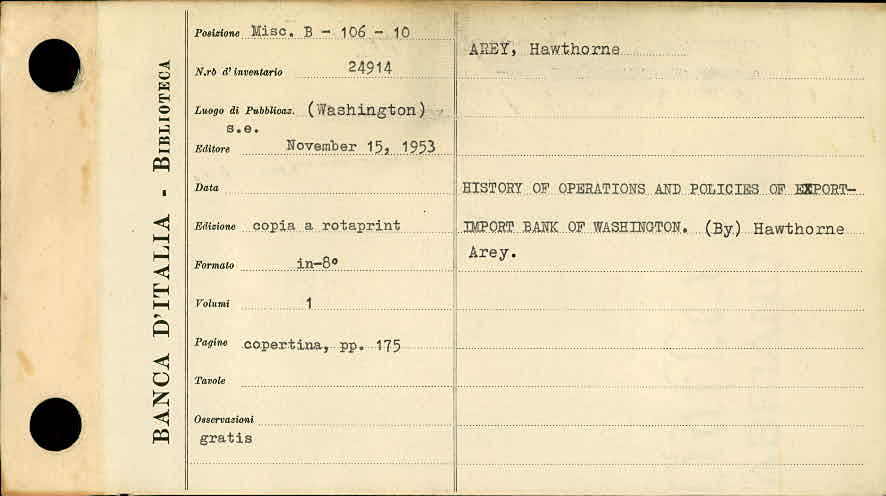 BANCA D'ITALIA - BIBLIOTECA
Posizione Misc. B - 106 - 10
N.rb d'inventario 24914
Luogo di Pubblicaz. (Washington)
s.e.
Editore November 15, 1953
Data
Edizione copia a rotaprint
Formato in-8°
Volumi 1
Pagine copertina, pp. 175
Tavole
Osservazioni
gratis
AREY, Hawthorne
HISTORY OF OPERATIONS AND POLICIES OF EXPORT-
IMPORT BANK OF WASHINGTON. (By) Hawthorne
Arey.